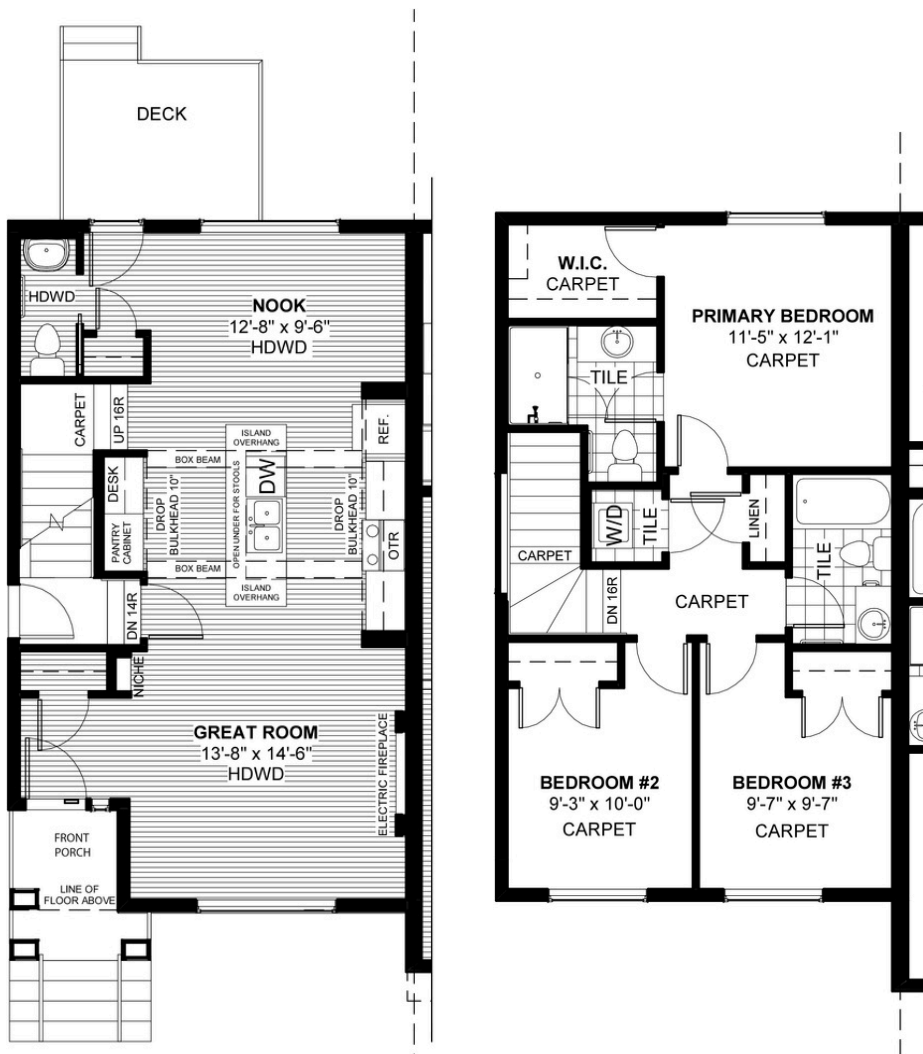 DECK
HDWD
NOOK
12'-8" x 9'-6"
HDWD
CARPET
UP 16R
ISLAND
OVERHANG
REF.
BOX BEAM
DESK
PANTRY
CABINET
DROP
BULKHEAD 10"
OPEN UNDER FOR STOOLS
DW
DROP
BULKHEAD 10"
OTR
BOX BEAM
ISLAND
OVERHANG
DN 14R
NICHE
GREAT ROOM
13'-8" x 14'-6"
HDWD
ELECTRIC FIREPLACE
FRONT
PORCH
LINE OF
FLOOR ABOVE
W.I.C.
CARPET
PRIMARY BEDROOM
11'-5" x 12'-1"
CARPET
TILE
W/D
TILE
LINEN
TILE
CARPET
DN 16R
CARPET
BEDROOM #2
9'-3" x 10'-0"
CARPET
BEDROOM #3
9'-7" x 9'-7"
CARPET